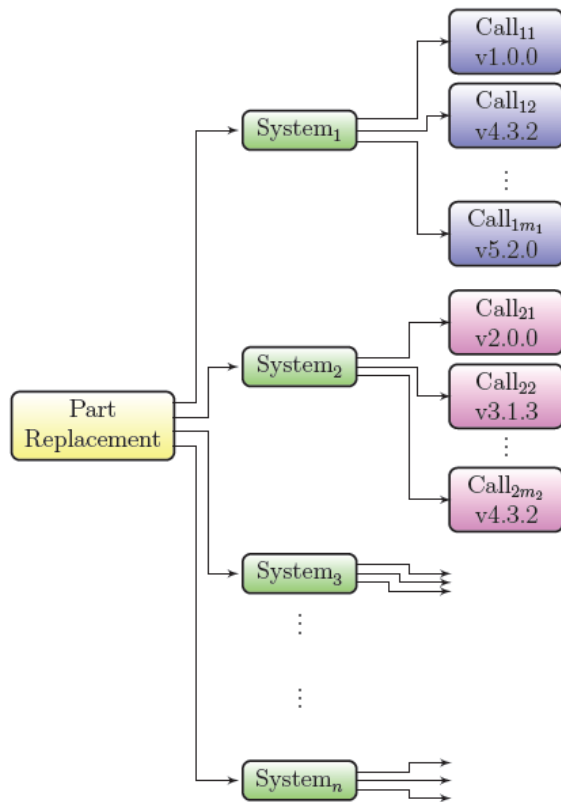 Call₁₁
v1.0.0
Call₁₂
v4.3.2
System₁
⋮
Call₁ₘ₁
v5.2.0
Call₂₁
v2.0.0
System₂
Call₂₂
v3.1.3
Part
Replacement
⋮
Call₂ₘ₂
v4.3.2
System₃
⋮
⋮
Systemₙ